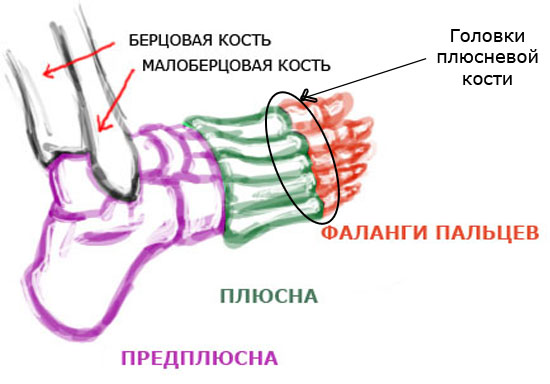 БЕРЦОВАЯ КОСТЬ
МАЛОБЕРЦОВАЯ КОСТЬ
Головки
плюсневой
кости
ФАЛАНГИ ПАЛЬЦЕВ
ПЛЮСНА
ПРЕДПЛЮСНА